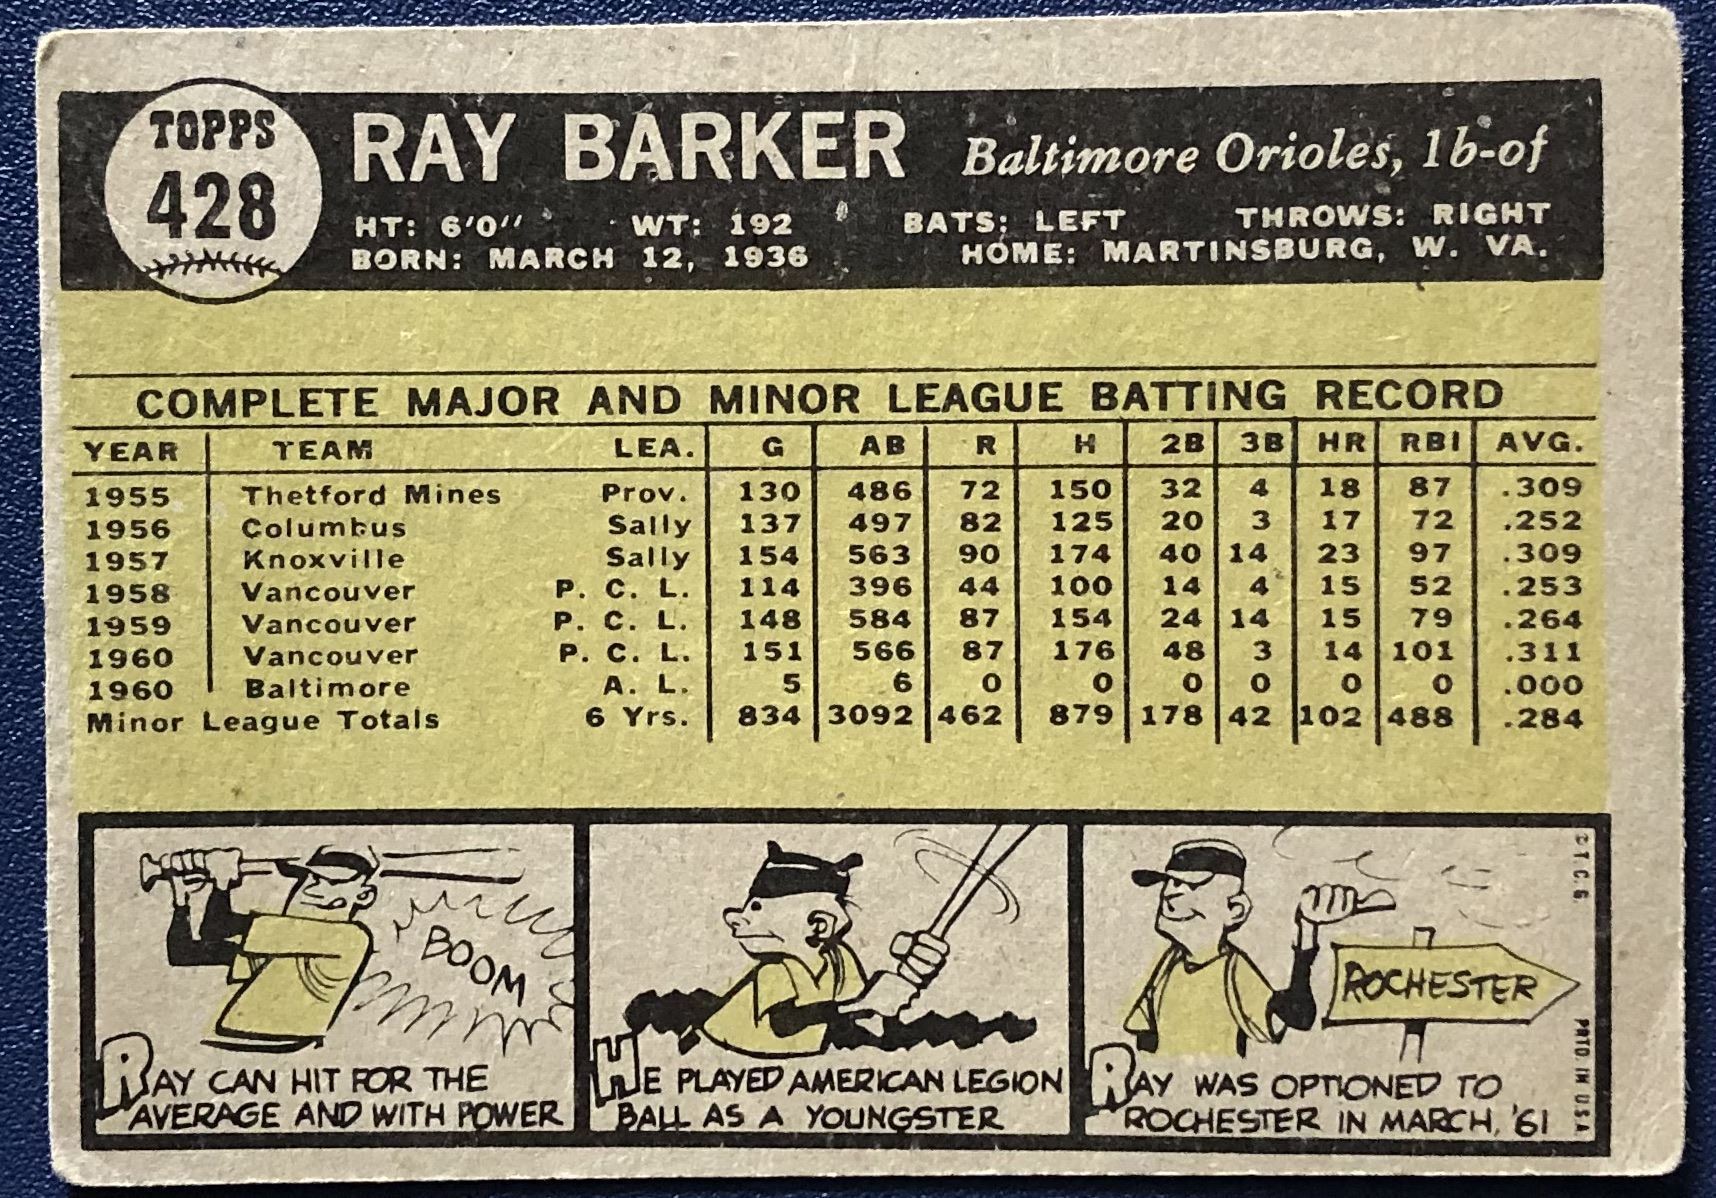 TOPPS
428
RAY BARKER Baltimore Orioles, 1b-of
HT: 6'0" WT: 192 BATS: LEFT THROWS: RIGHT
BORN: MARCH 12, 1936 HOME: MARTINSBURG, W. VA.
COMPLETE MAJOR AND MINOR LEAGUE BATTING RECORD
YEAR TEAM LEA. G AB R H 2B 3B HR RBI AVG.
1955 Thetford Mines Prov. 130 486 72 150 32 4 18 87 .309
1956 Columbus Sally 137 497 82 125 20 3 17 72 .252
1957 Knoxville Sally 154 563 90 174 40 14 23 97 .309
1958 Vancouver P. C. L. 114 396 44 100 14 4 15 52 .253
1959 Vancouver P. C. L. 148 584 87 154 24 14 15 79 .264
1960 Vancouver P. C. L. 151 566 87 176 48 3 14 101 .311
1960 Baltimore A. L. 5 6 0 0 0 0 0 0 .000
Minor League Totals 6 Yrs. 834 3092 462 879 178 42 102 488 .284
BOOM
RAY CAN HIT FOR THE
AVERAGE AND WITH POWER
HE PLAYED AMERICAN LEGION
BALL AS A YOUNGSTER
ROCHESTER
RAY WAS OPTIONED TO
ROCHESTER IN MARCH, '61
© T.C.G.
PRTD. IN U.S.A.